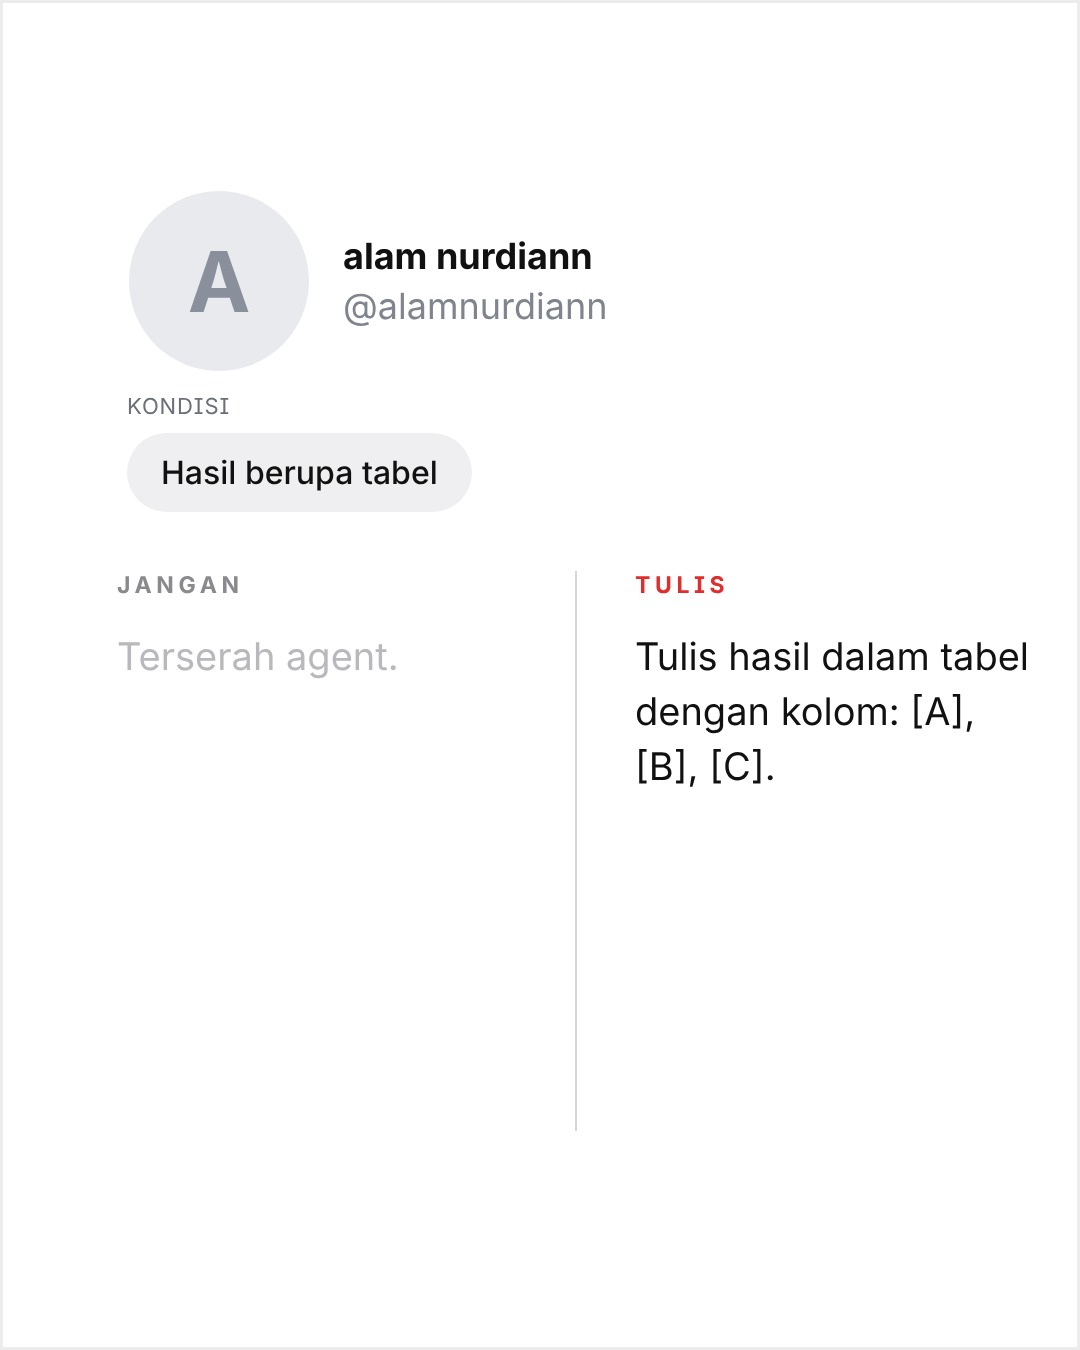 A
alam nurdiann
@alamnurdiann
KONDISI
Hasil berupa tabel
JANGAN
Terserah agent.
TULIS
Tulis hasil dalam tabel
dengan kolom: [A],
[B], [C].